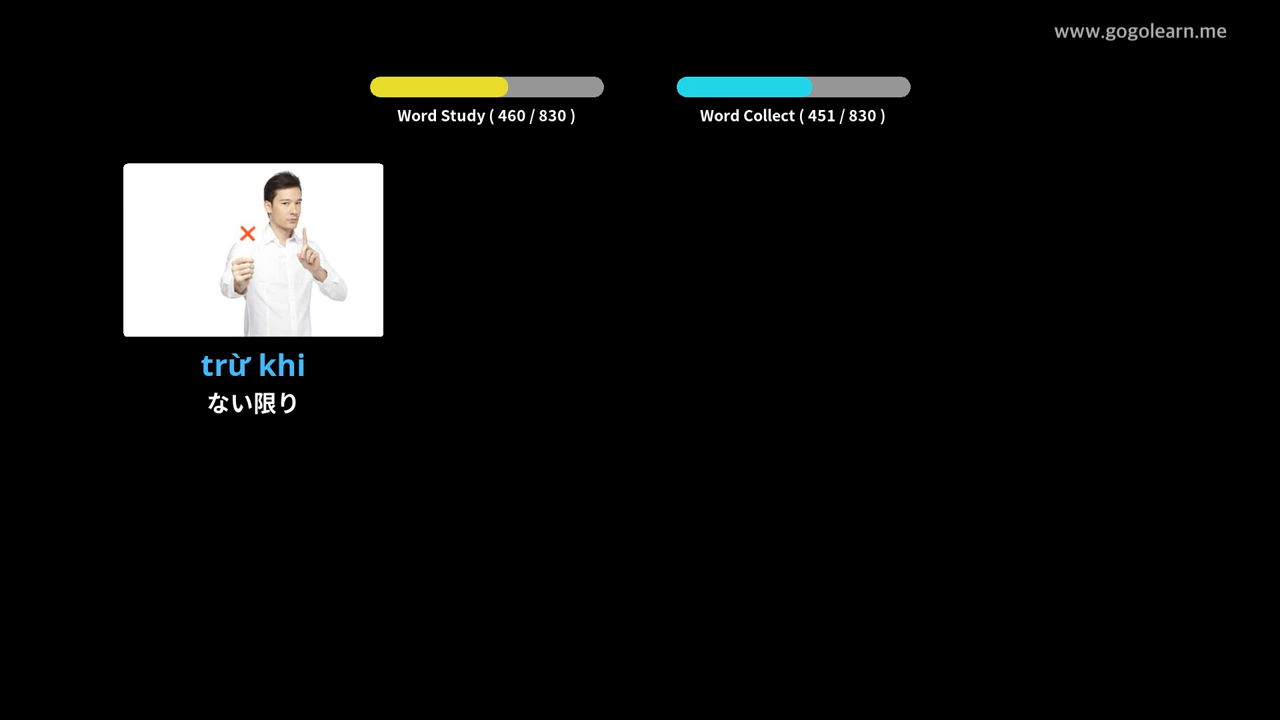 www.gogolearn.me
Word Study ( 460 / 830 )
Word Collect ( 451 / 830 )
trừ khi
ない限り